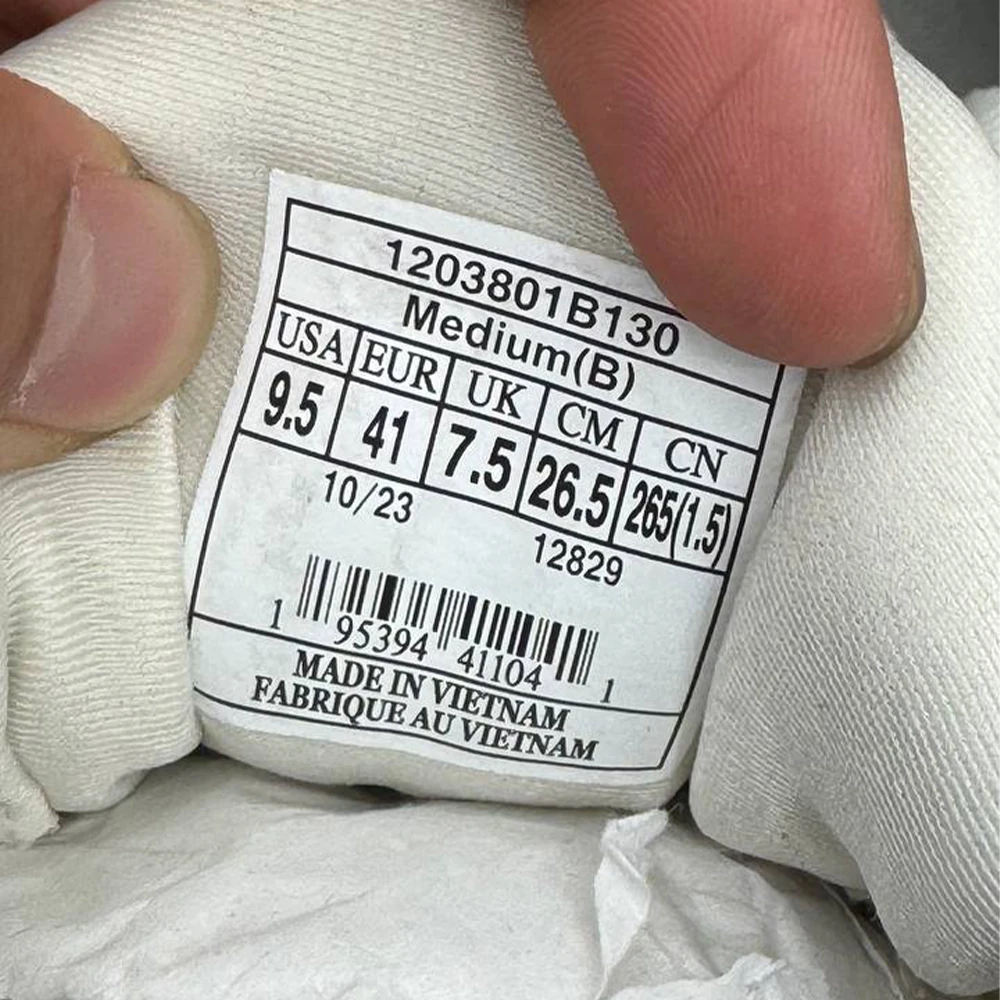 1203801B130
Medium(B)
USA EUR UK CM CN
9.5 41 7.5 26.5 265(1.5)
10/23
12829
1 95394 41104 1
MADE IN VIETNAM
FABRIQUE AU VIETNAM